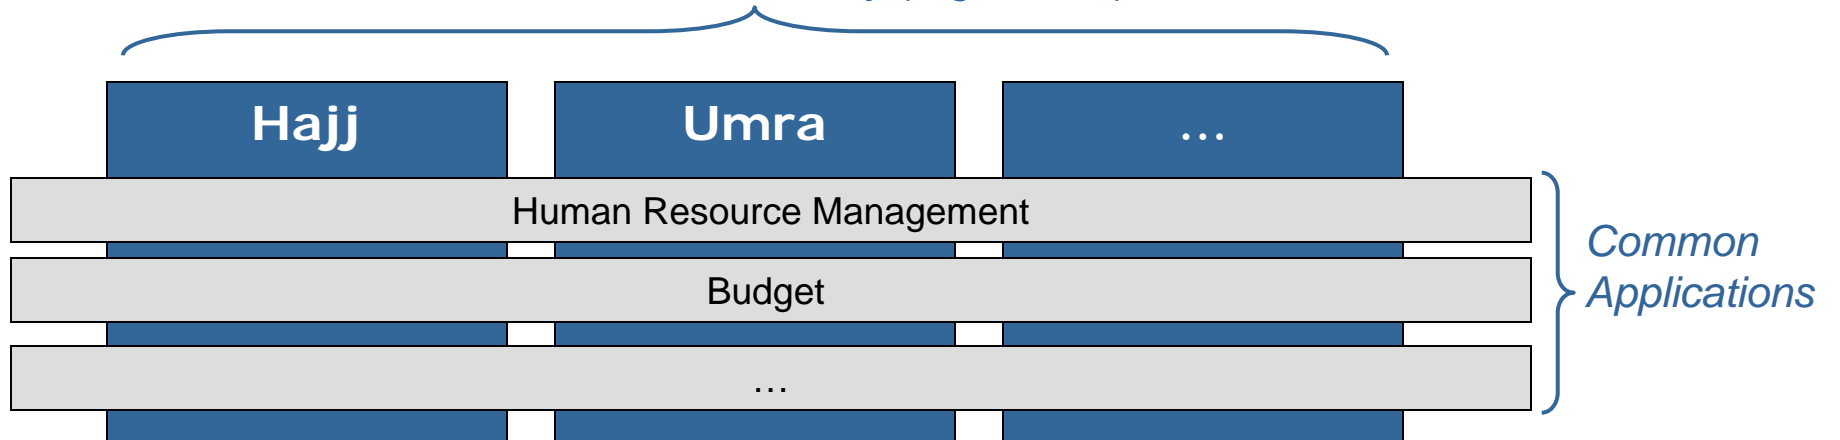 Hajj
Umra
…
Human Resource Management
Budget
…
Common
Applications